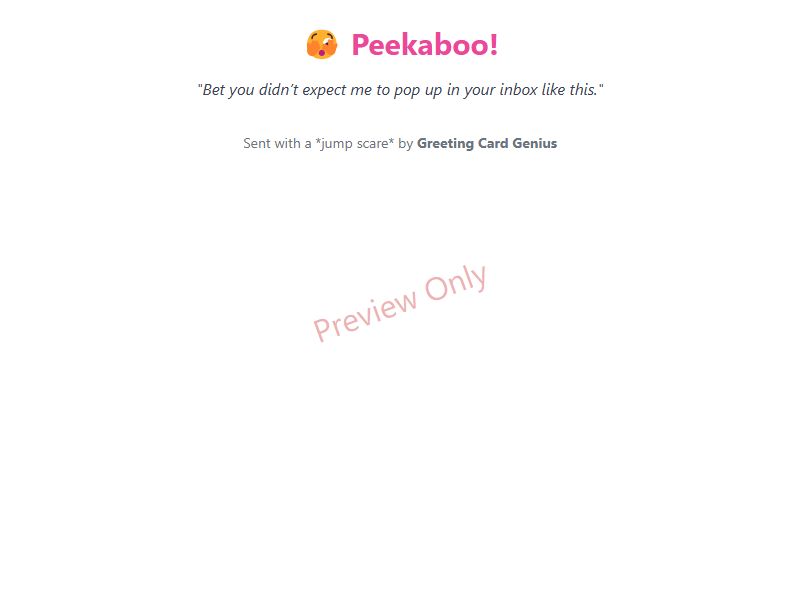 Peekaboo!
"Bet you didn’t expect me to pop up in your inbox like this."
Sent with a *jump scare* by Greeting Card Genius
Preview Only